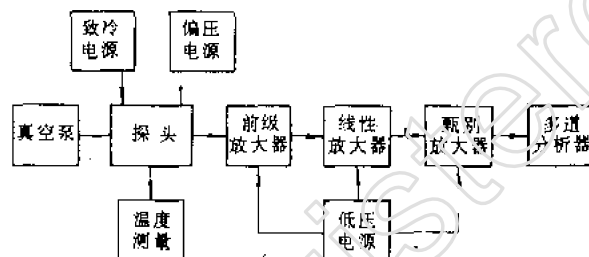 致冷
电源
偏压
电源
真空泵
探头
前级
放大器
线性
放大器
甄别
放大器
多道
分析器
温度
测量
低压
电源